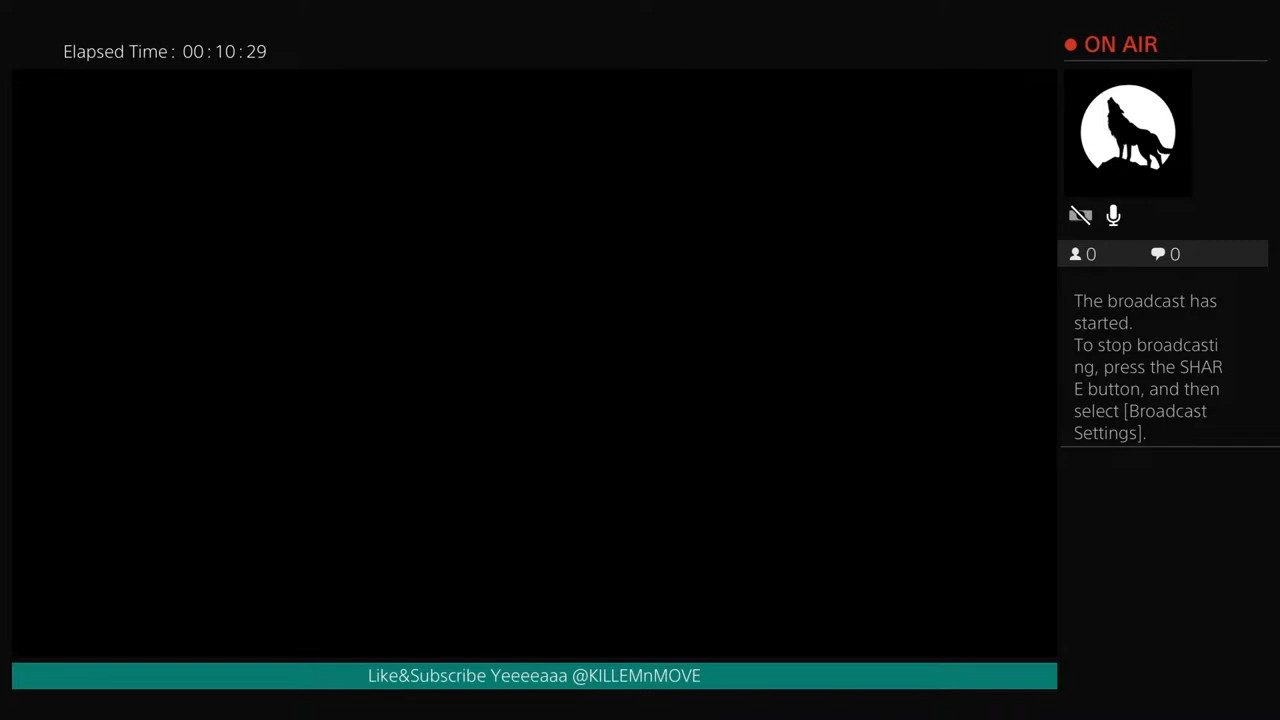 Elapsed Time: 00:10:29
ON AIR
0 0
The broadcast has
started.
To stop broadcasti
ng, press the SHAR
E button, and then
select [Broadcast
Settings].
Like&Subscribe Yeeeeaaa @KILLEMnMOVE